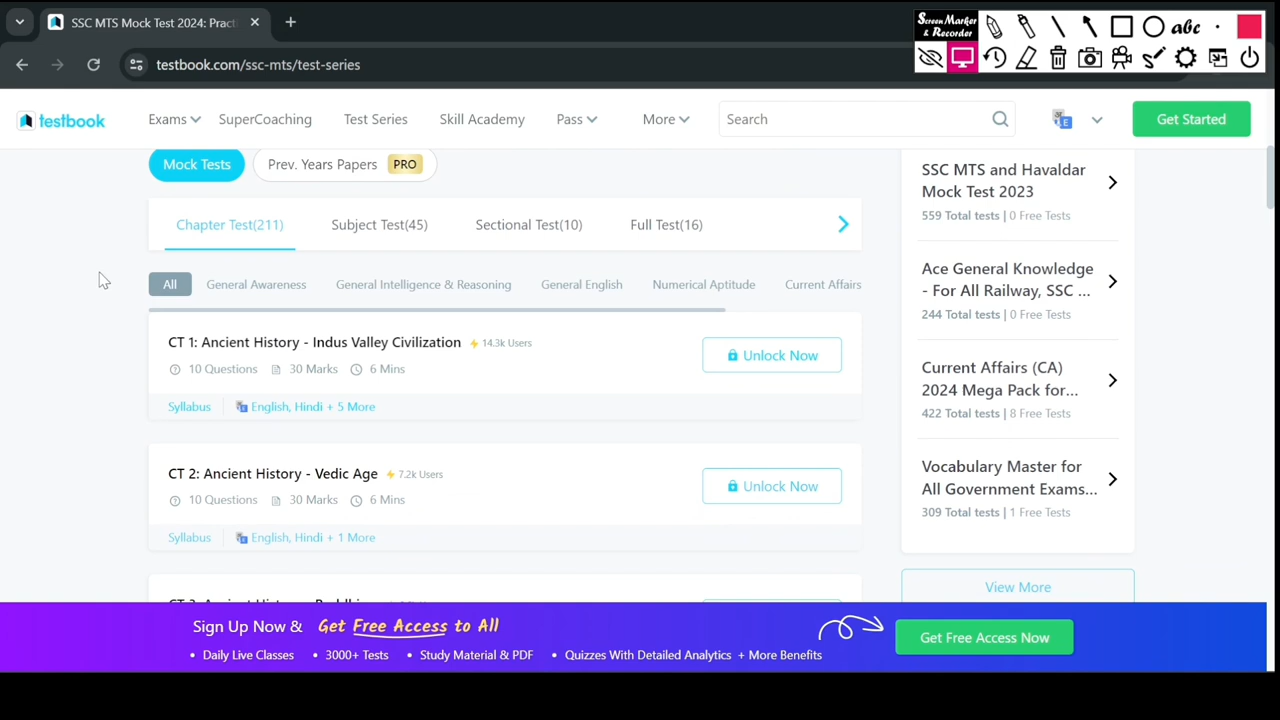 SSC MTS Mock Test 2024: Pract
Screen Marker
& Recorder
abc
testbook.com/ssc-mts/test-series
testbook
Exams
SuperCoaching
Test Series
Skill Academy
Pass
More
Search
Get Started
Mock Tests
Prev. Years Papers PRO
Chapter Test(211)
Subject Test(45)
Sectional Test(10)
Full Test(16)
All
General Awareness
General Intelligence & Reasoning
General English
Numerical Aptitude
Current Affairs
CT 1: Ancient History - Indus Valley Civilization 14.3k Users
10 Questions 30 Marks 6 Mins
Unlock Now
Syllabus
English, Hindi + 5 More
CT 2: Ancient History - Vedic Age 7.2k Users
10 Questions 30 Marks 6 Mins
Unlock Now
Syllabus
English, Hindi + 1 More
SSC MTS and Havaldar
Mock Test 2023
559 Total tests | 0 Free Tests
Ace General Knowledge
- For All Railway, SSC ...
244 Total tests | 0 Free Tests
Current Affairs (CA)
2024 Mega Pack for...
422 Total tests | 8 Free Tests
Vocabulary Master for
All Government Exams...
309 Total tests | 1 Free Tests
View More
Sign Up Now & Get Free Access to All
• Daily Live Classes • 3000+ Tests • Study Material & PDF • Quizzes With Detailed Analytics + More Benefits
Get Free Access Now